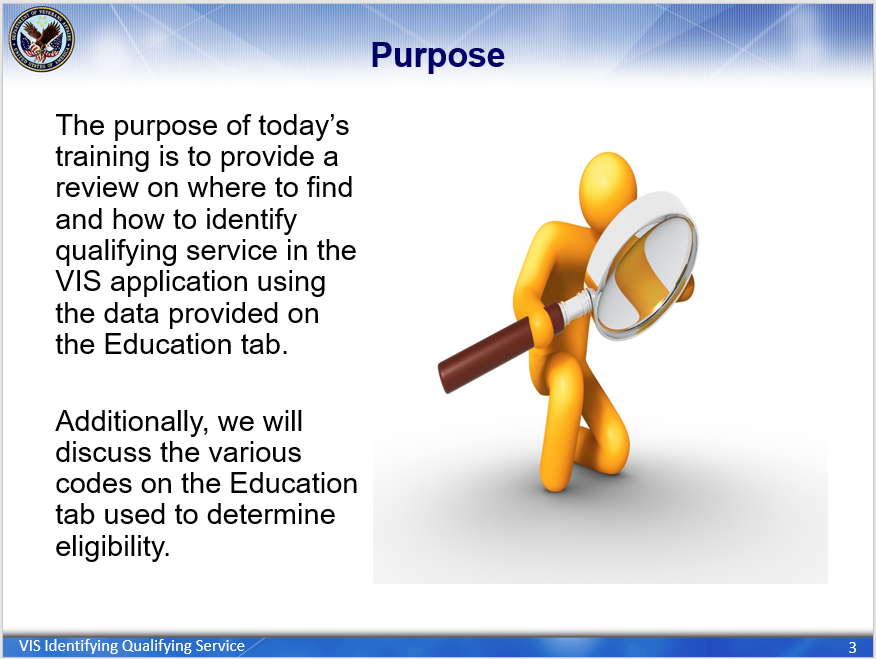 Purpose
The purpose of today's
training is to provide a
review on where to find
and how to identify
qualifying service in the
VIS application using
the data provided on
the Education tab.
Additionally, we will
discuss the various
codes on the Education
tab used to determine
eligibility.
VIS Identifying Qualifying Service
3